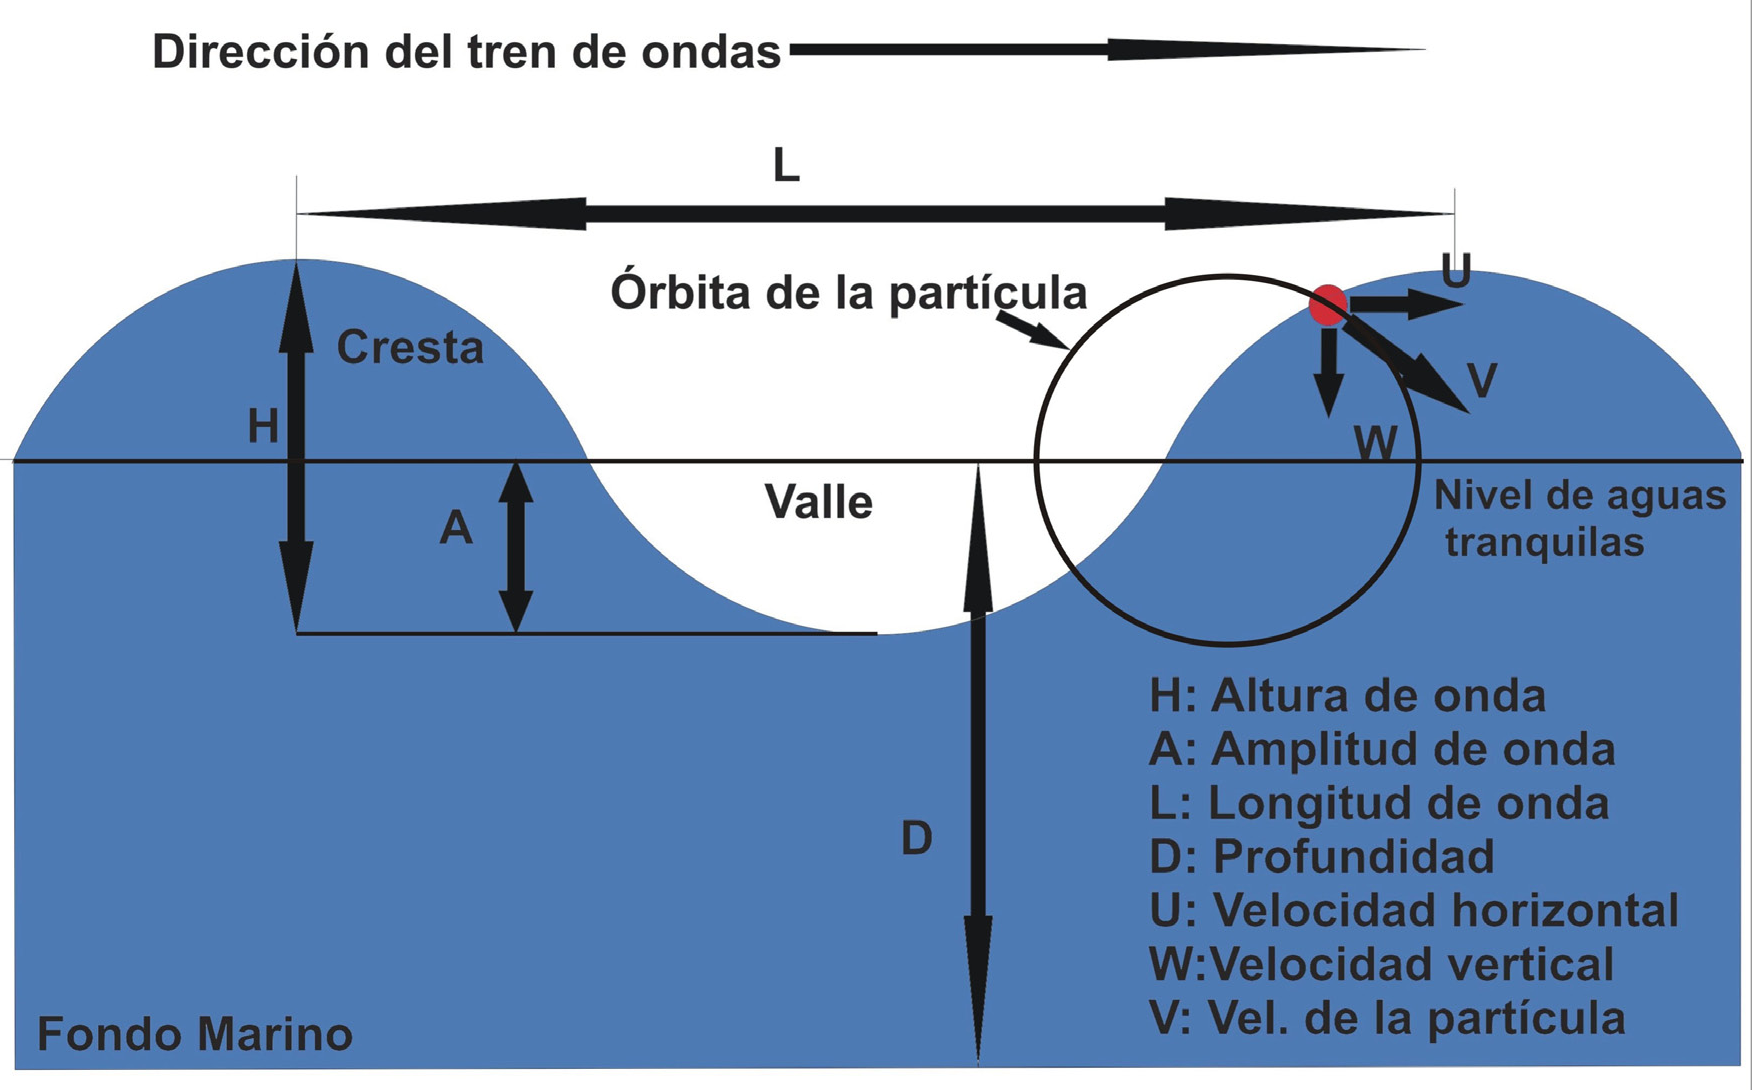 Dirección del tren de ondas
L
Órbita de la partícula
U
Cresta
V
H
W
Valle
Nivel de aguas
tranquilas
A
D
H: Altura de onda
A: Amplitud de onda
L: Longitud de onda
D: Profundidad
U: Velocidad horizontal
W:Velocidad vertical
V: Vel. de la partícula
Fondo Marino